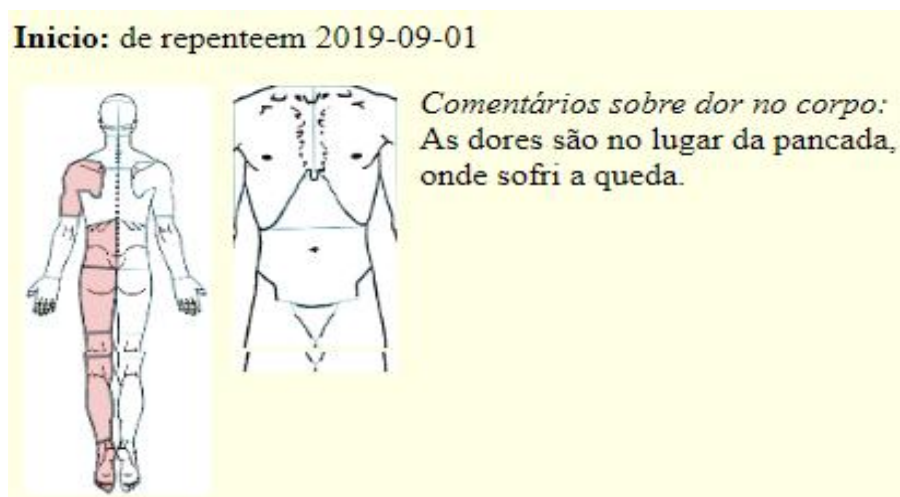 Inicio: de repenteem 2019-09-01
Comentários sobre dor no corpo:
As dores são no lugar da pancada,
onde sofri a queda.